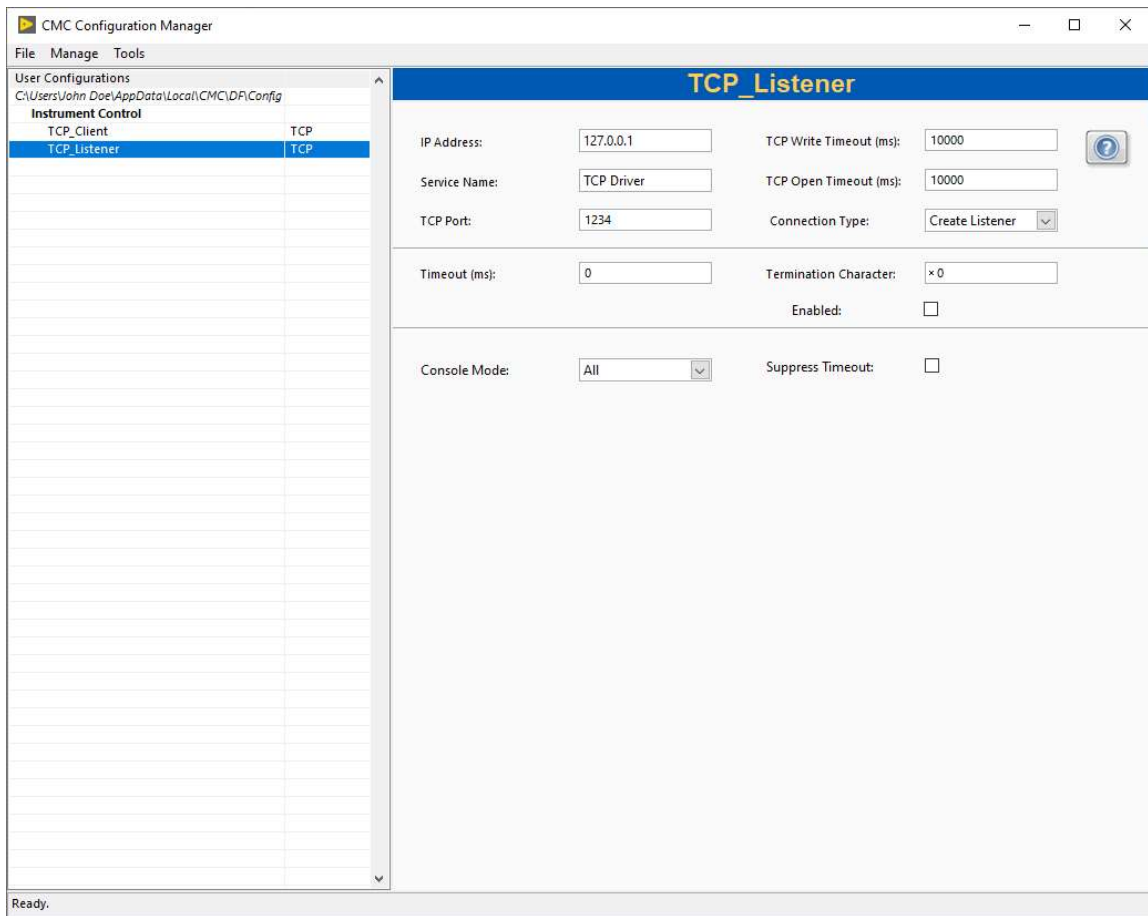 CMC Configuration Manager
File Manage Tools
User Configurations
C:\Users\John Doe\AppData\Local\CMC\DF\Config
Instrument Control
TCP_Client TCP
TCP_Listener TCP
TCP_Listener
IP Address: 127.0.0.1 TCP Write Timeout (ms): 10000
Service Name: TCP Driver TCP Open Timeout (ms): 10000
TCP Port: 1234 Connection Type: Create Listener
Timeout (ms): 0 Termination Character: × 0
Enabled:
Console Mode: All Suppress Timeout:
Ready.